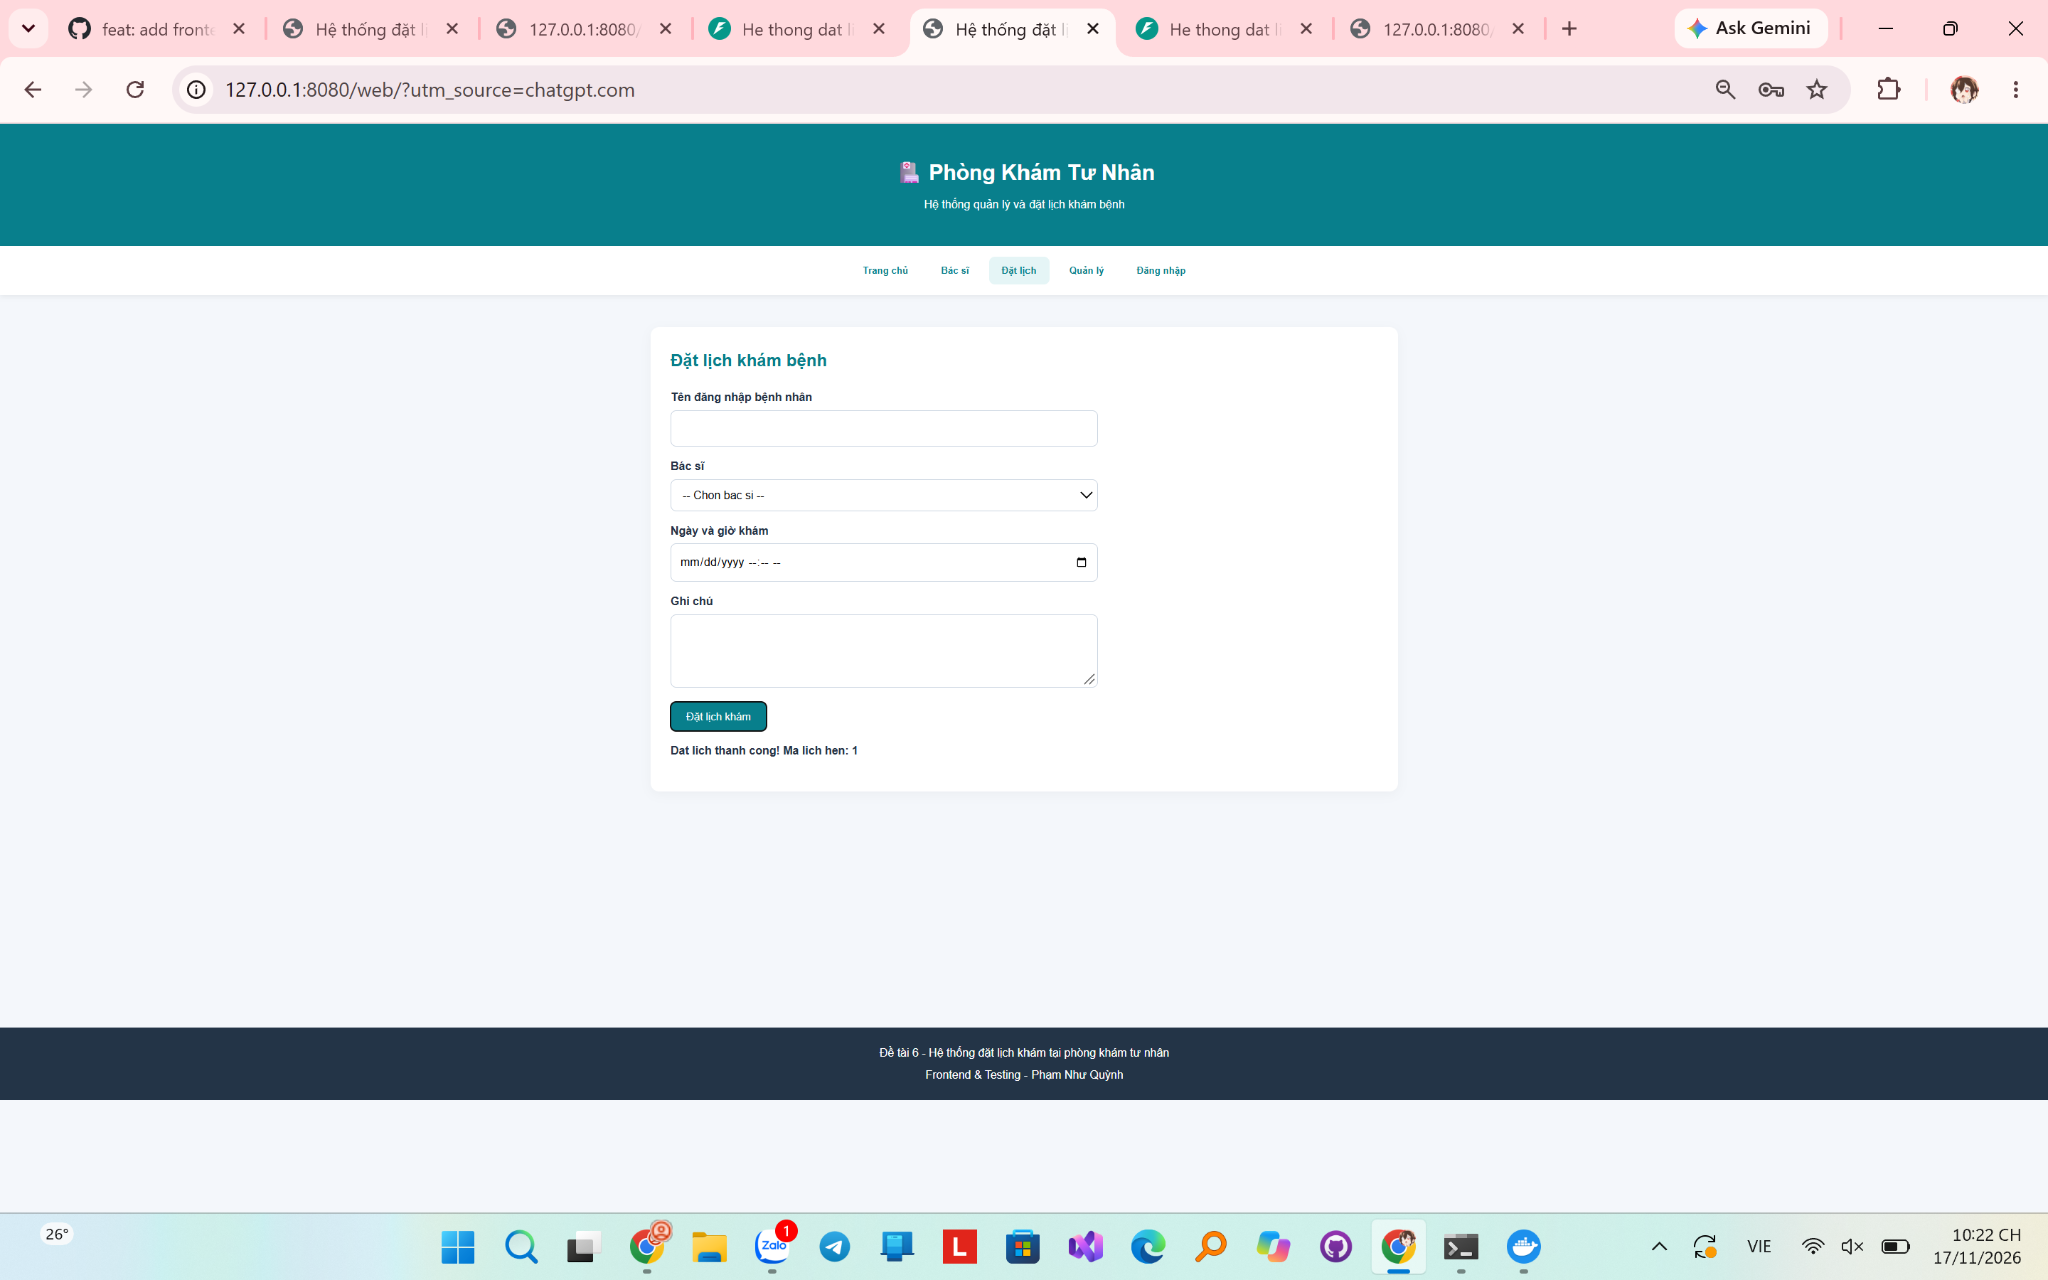 feat: add fronte
Hệ thống đặt lị
127.0.0.1:8080/
He thong dat li
Hệ thống đặt lị
He thong dat li
127.0.0.1:8080/
Ask Gemini
127.0.0.1:8080/web/?utm_source=chatgpt.com
Phòng Khám Tư Nhân
Hệ thống quản lý và đặt lịch khám bệnh
Trang chủ
Bác sĩ
Đặt lịch
Quản lý
Đăng nhập
Đặt lịch khám bệnh
Tên đăng nhập bệnh nhân
Bác sĩ
-- Chon bac si --
Ngày và giờ khám
mm/dd/yyyy --:-- --
Ghi chú
Đặt lịch khám
Dat lich thanh cong! Ma lich hen: 1
Đề tài 6 - Hệ thống đặt lịch khám tại phòng khám tư nhân
Frontend & Testing - Phạm Như Quỳnh
26°
Zalo
1
L
VIE
10:22 CH
17/11/2026